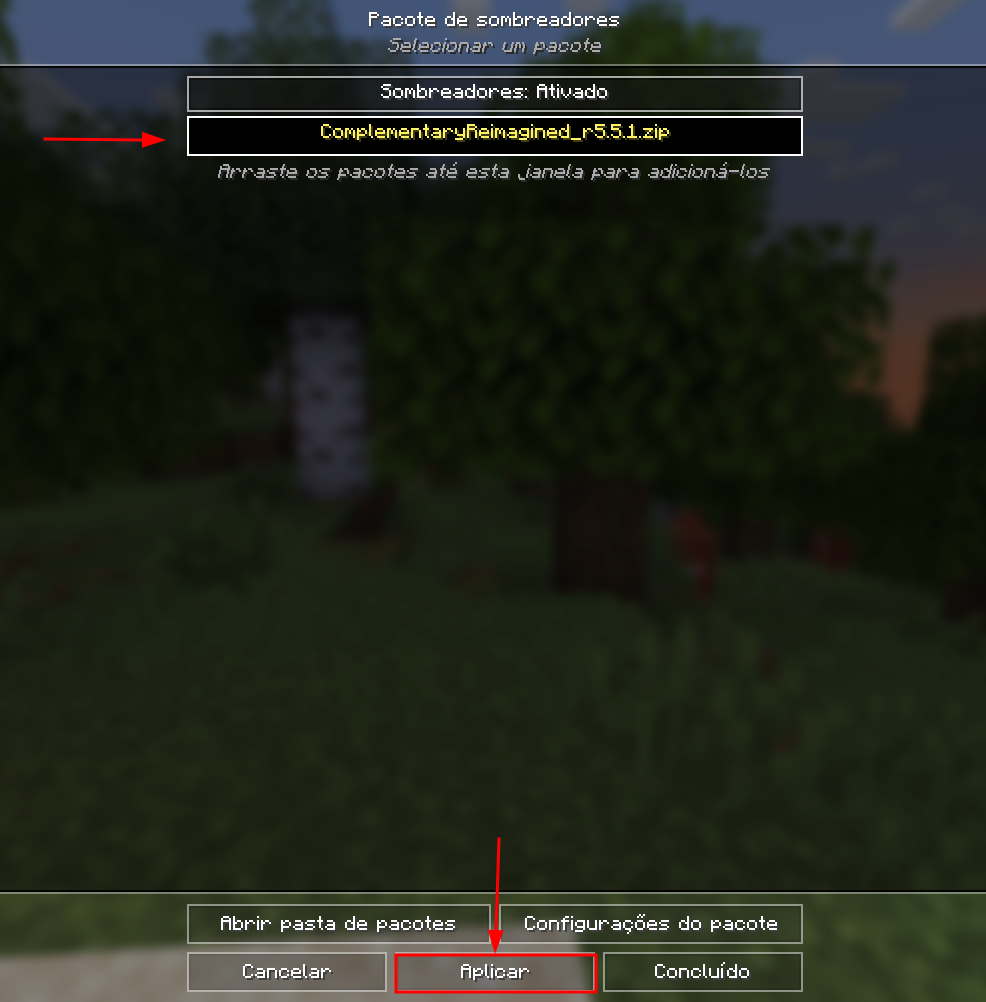 Pacote de sombreadores
Selecionar um pacote
Sombreadores: Ativado
ComplementaryReimagined_r5.5.1.zip
Arraste os pacotes até esta janela para adicioná-los
Abrir pasta de pacotes
Configurações do pacote
Cancelar
Aplicar
Concluído